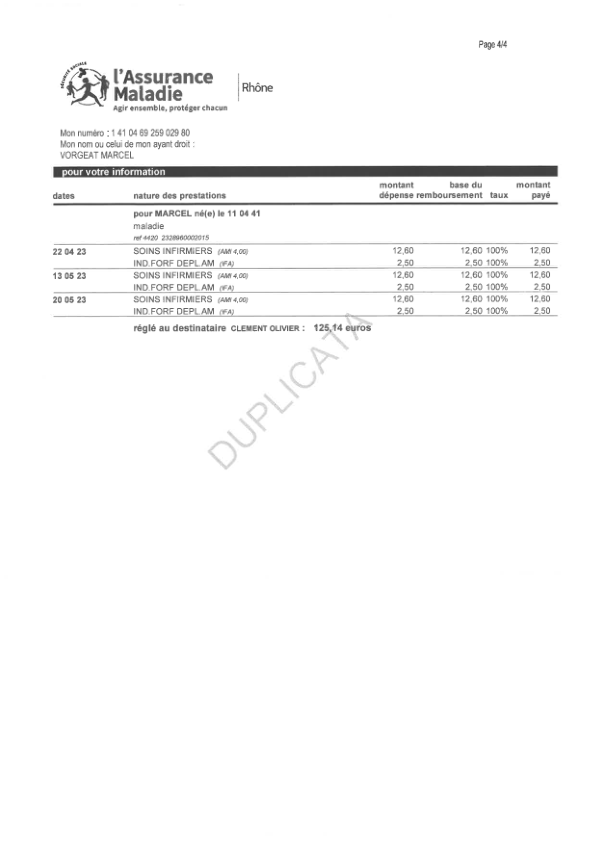 Page 4/4
SÉCURITÉ SOCIALE
l'Assurance
Maladie
Agir ensemble, protéger chacun
Rhône
Mon numéro : 1 41 04 69 259 029 80
Mon nom ou celui de mon ayant droit :
VORGEAT MARCEL
pour votre information
montant base du montant
dates nature des prestations dépense remboursement taux payé
pour MARCEL né(e) le 11 04 41
maladie
ref 4420 2328960002015
22 04 23 SOINS INFIRMIERS (AMI 4,00) 12,60 12,60 100% 12,60
IND.FORF DEPL.AM (IFA) 2,50 2,50 100% 2,50
13 05 23 SOINS INFIRMIERS (AMI 4,00) 12,60 12,60 100% 12,60
IND.FORF DEPL.AM (IFA) 2,50 2,50 100% 2,50
20 05 23 SOINS INFIRMIERS (AMI 4,00) 12,60 12,60 100% 12,60
IND.FORF DEPL.AM (IFA) 2,50 2,50 100% 2,50
réglé au destinataire CLEMENT OLIVIER : 125,14 euros
DUPLICATA